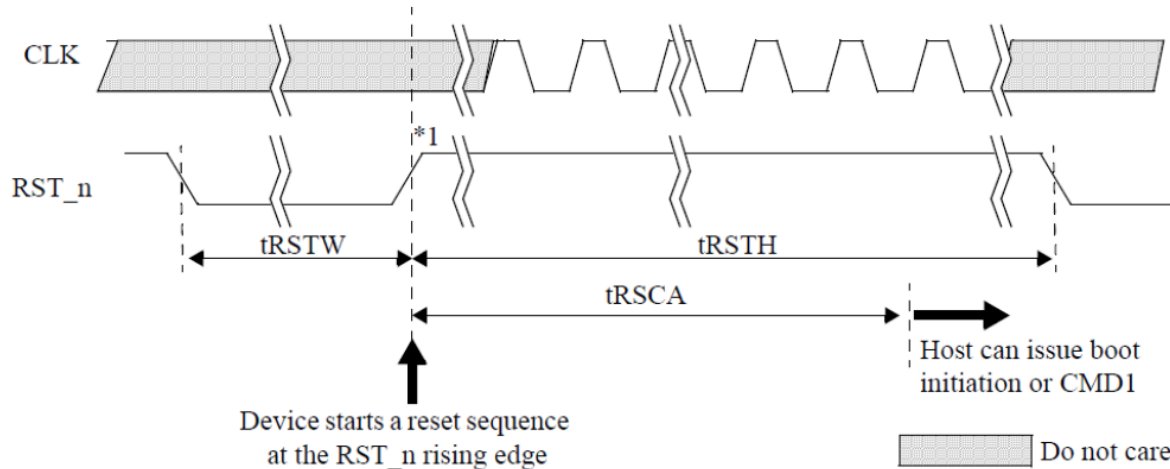 CLK
*1
RST_n
tRSTW
tRSTH
tRSCA
Host can issue boot
initiation or CMD1
Device starts a reset sequence
at the RST_n rising edge
Do not care